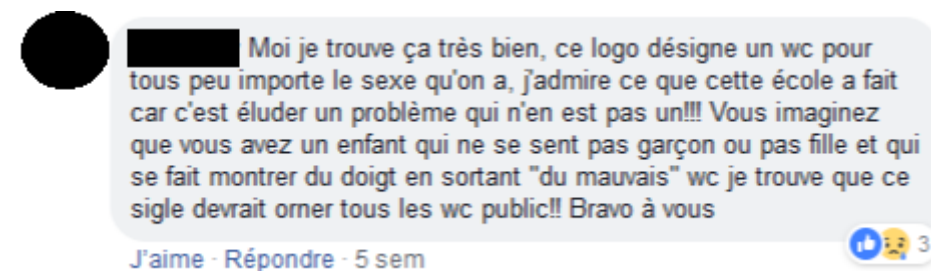 Moi je trouve ça très bien, ce logo désigne un wc pour
tous peu importe le sexe qu'on a, j'admire ce que cette école a fait
car c'est éluder un problème qui n'en est pas un!!! Vous imaginez
que vous avez un enfant qui ne se sent pas garçon ou pas fille et qui
se fait montrer du doigt en sortant "du mauvais" wc je trouve que ce
sigle devrait orner tous les wc public!! Bravo à vous
3
J'aime · Répondre · 5 sem